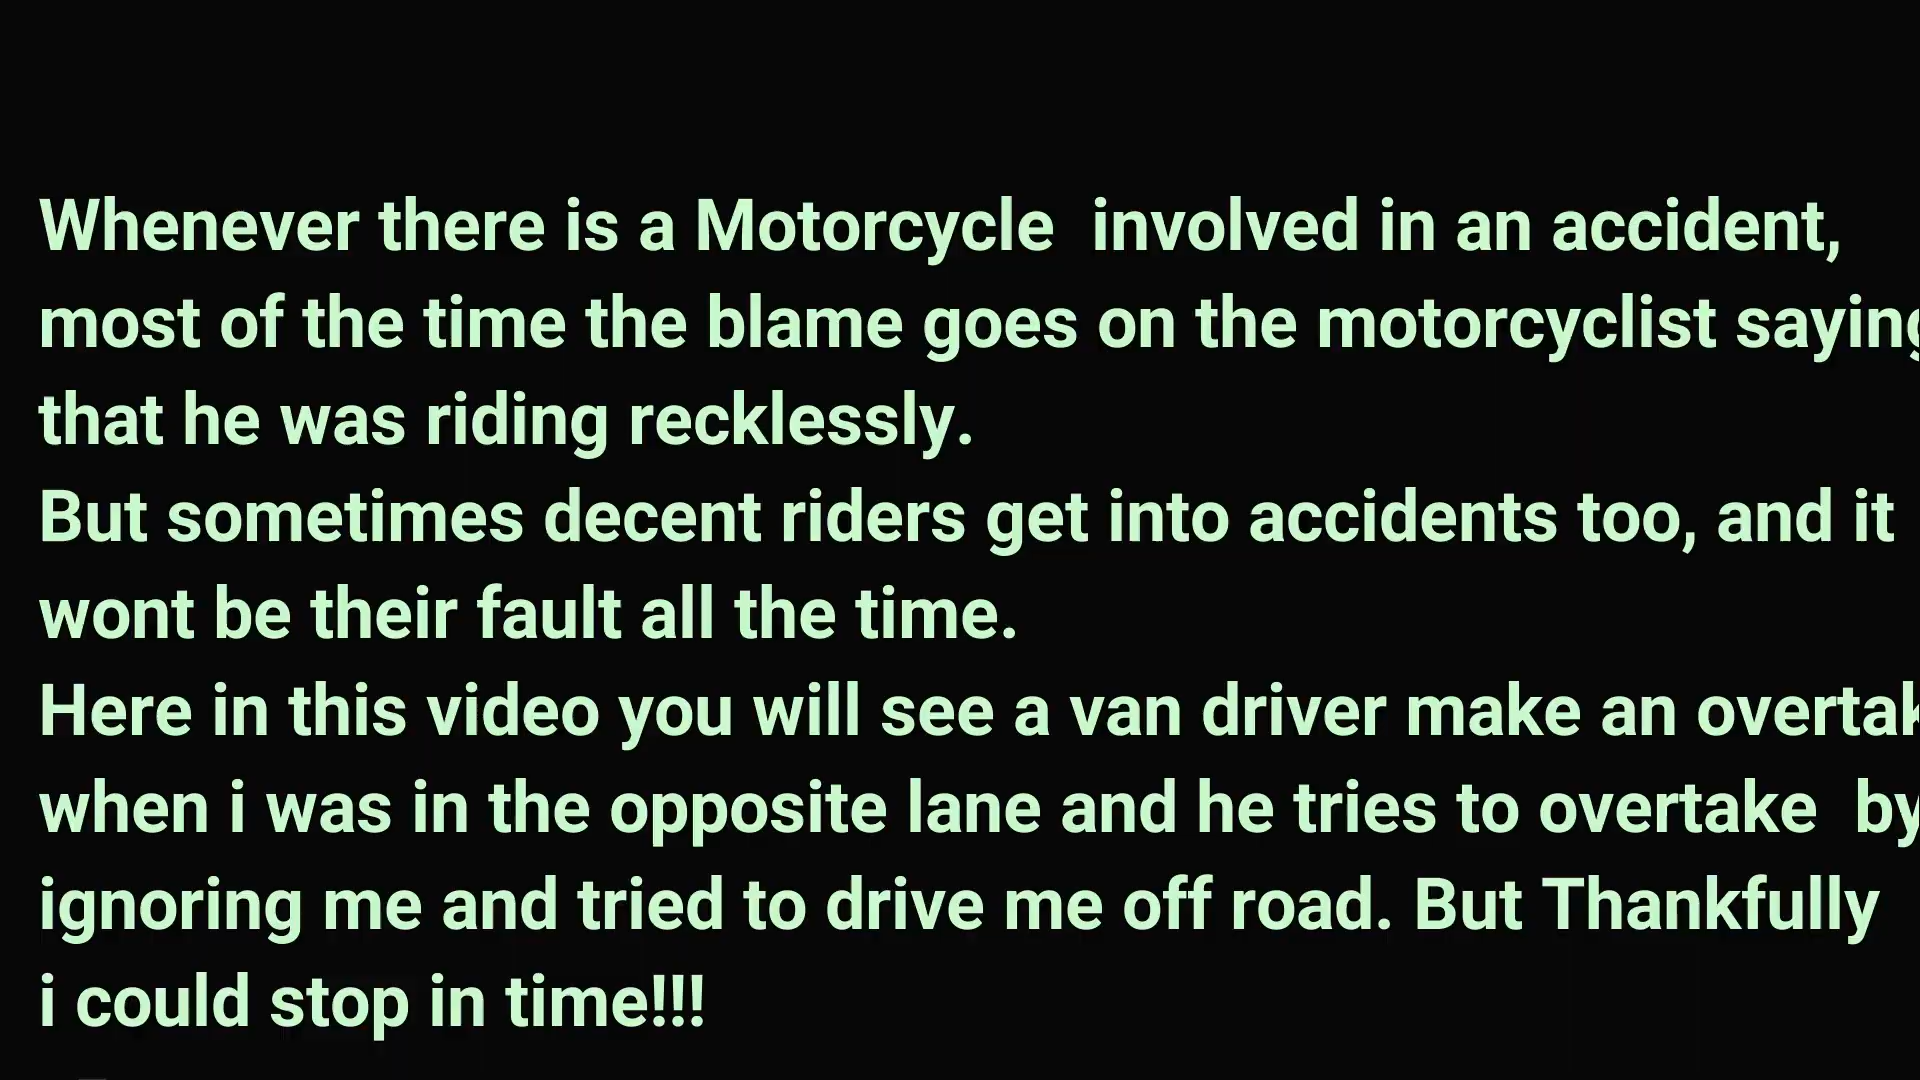 Whenever there is a Motorcycle  involved in an accident,
most of the time the blame goes on the motorcyclist saying
that he was riding recklessly.
But sometimes decent riders get into accidents too, and it
wont be their fault all the time.
Here in this video you will see a van driver make an overtak
when i was in the opposite lane and he tries to overtake  by
ignoring me and tried to drive me off road. But Thankfully
i could stop in time!!!